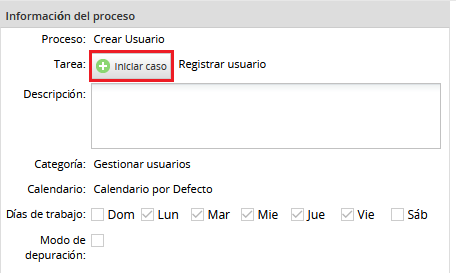 Información del proceso
Proceso: Crear Usuario
Tarea: Iniciar caso Registrar usuario
Descripción:
Categoría: Gestionar usuarios
Calendario: Calendario por Defecto
Días de trabajo: Dom Lun Mar Mie Jue Vie Sáb
Modo de
depuración: